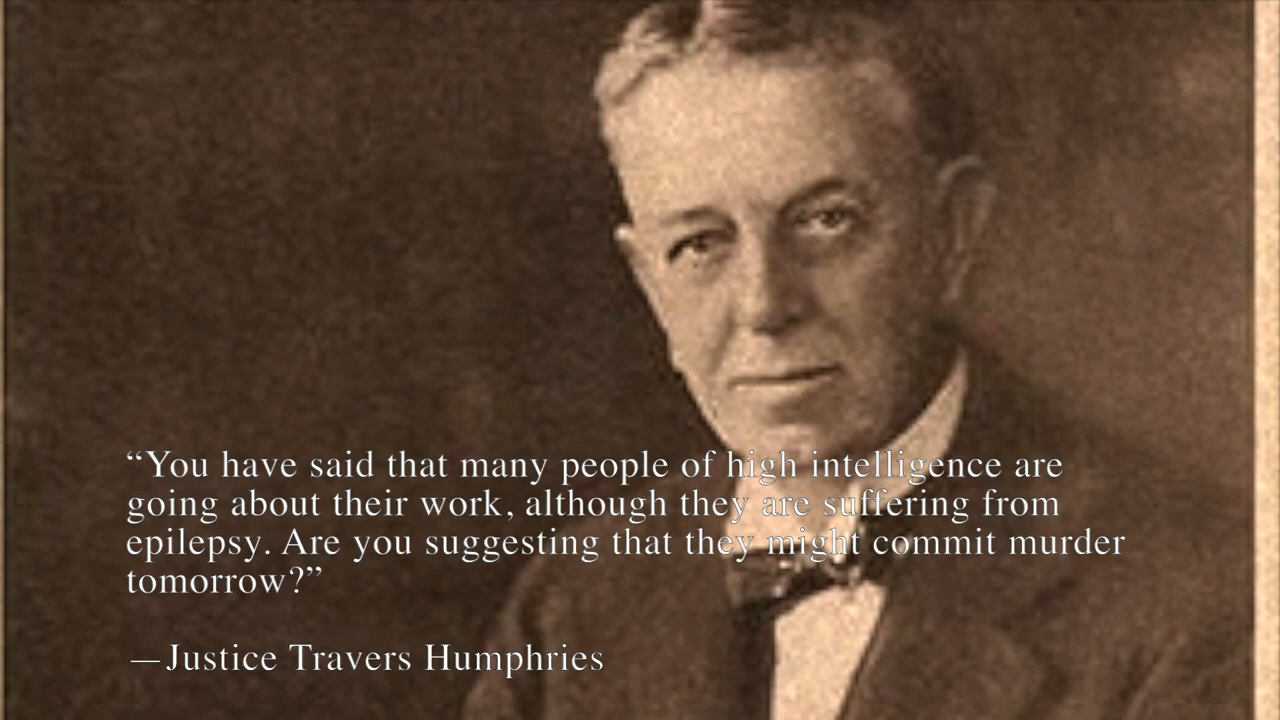 “You have said that many people of high intelligence are
going about their work, although they are suffering from
epilepsy. Are you suggesting that they might commit murder
tomorrow?”
—Justice Travers Humphries